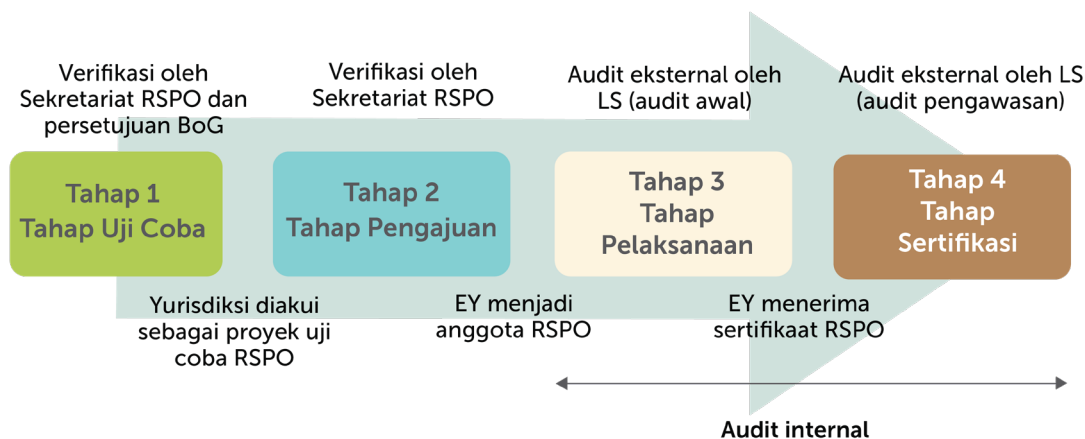 Verifikasi oleh
Sekretariat RSPO dan
persetujuan BoG
Verifikasi oleh
Sekretariat RSPO
Audit eksternal oleh
LS (audit awal)
Audit eksternal oleh LS
(audit pengawasan)
Tahap 1
Tahap Uji Coba
Tahap 2
Tahap Pengajuan
Tahap 3
Tahap
Pelaksanaan
Tahap 4
Tahap
Sertifikasi
Yurisdiksi diakui
sebagai proyek uji
coba RSPO
EY menjadi
anggota RSPO
EY menerima
sertifikaat RSPO
Audit internal